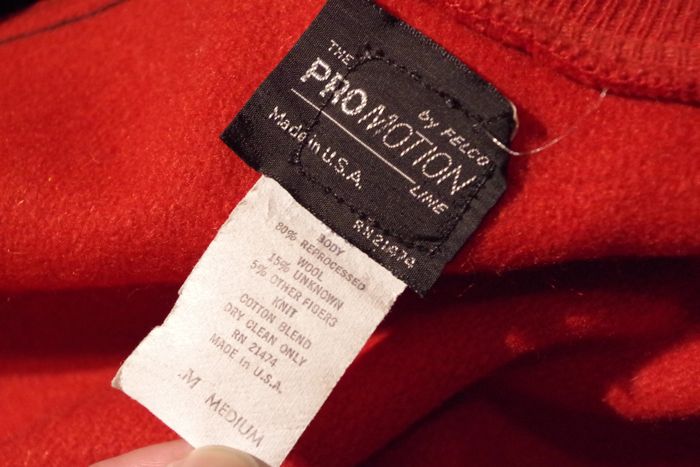 THE
PROMOTION
by FELCO
LINE
Made in U.S.A.
RN 21474
BODY
80% REPROCESSED
WOOL
15% UNKNOWN
5% OTHER FIBERS
KNIT
COTTON BLEND
DRY CLEAN ONLY
RN 21474
MADE IN U.S.A.
.M MEDIUM